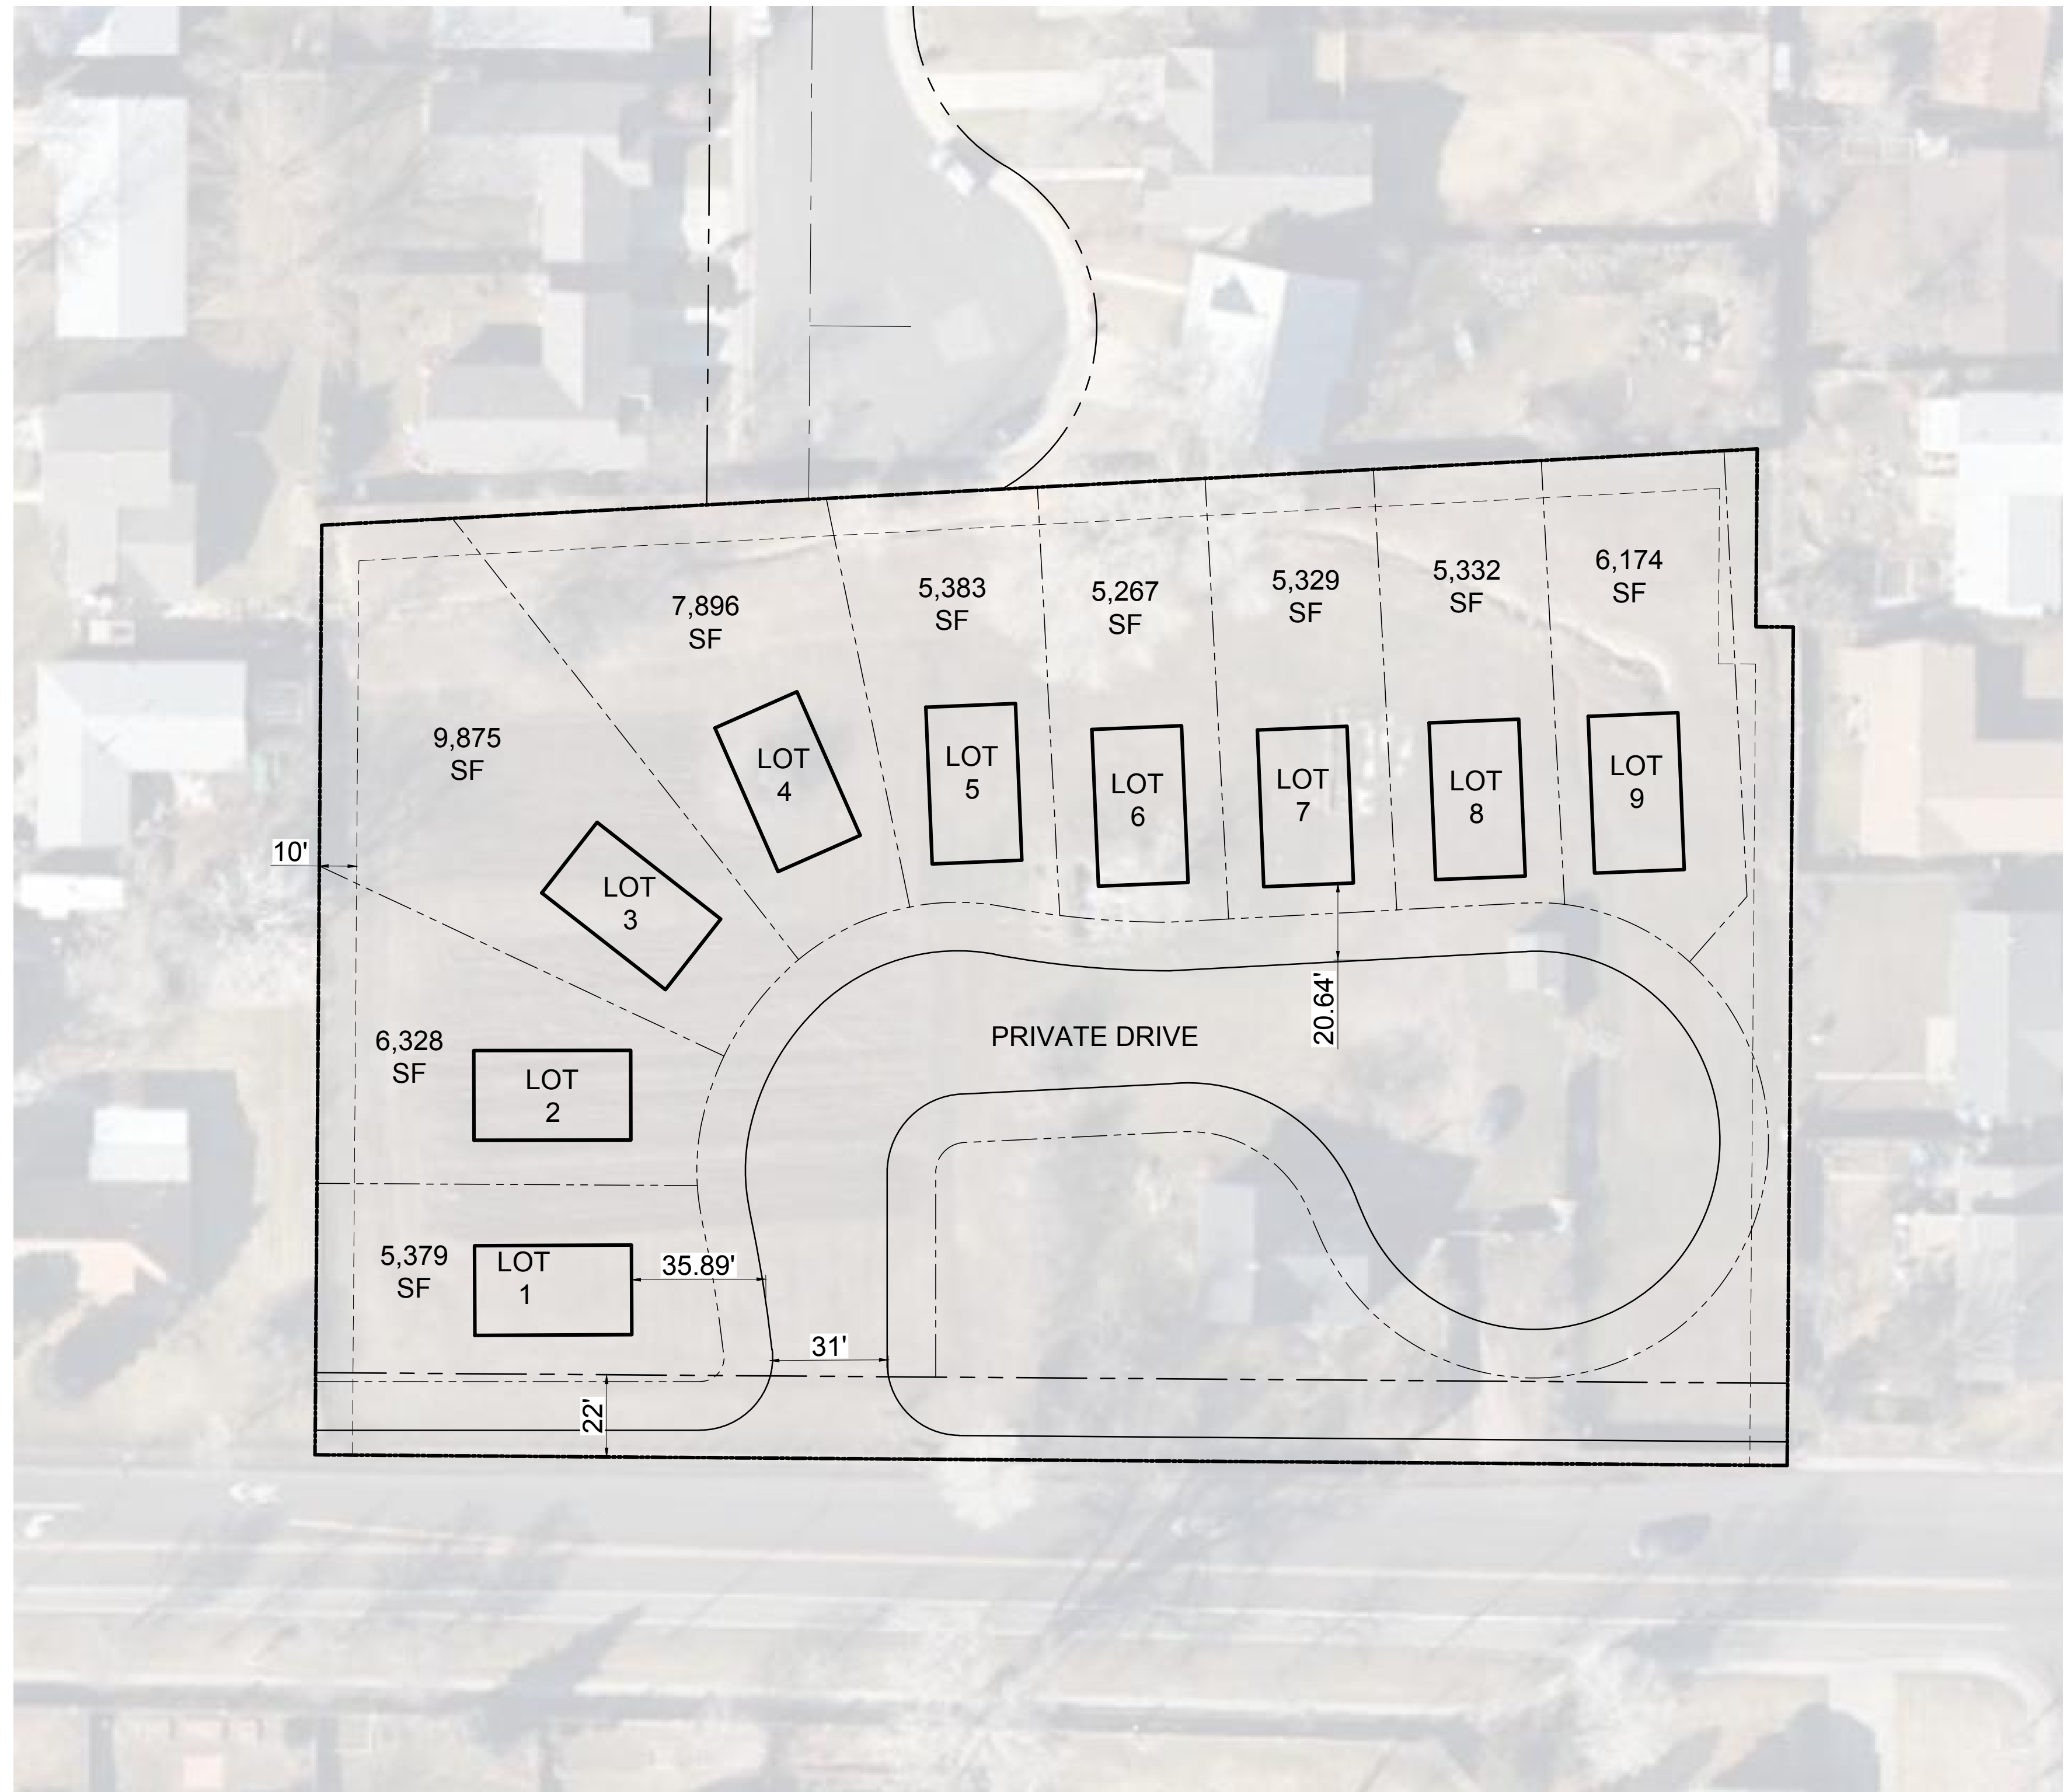 6,174
SF
5,332
SF
5,329
SF
5,383
SF
5,267
SF
7,896
SF
9,875
SF
LOT
4
LOT
5
LOT
6
LOT
7
LOT
8
LOT
9
10'
LOT
3
20.64'
PRIVATE DRIVE
6,328
SF
LOT
2
5,379
SF
LOT
1
35.89'
31'
22'